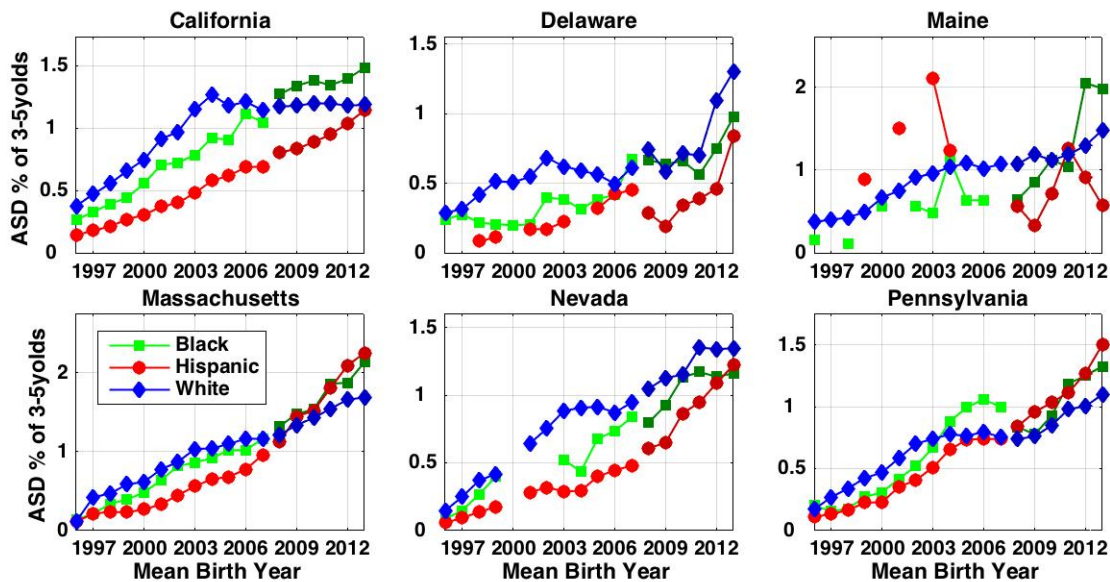 California
Delaware
Maine
ASD % of 3-5yolds
1.5
1
0.5
0
1997 2000 2003 2006 2009 2012
1.5
1
0.5
0
1997 2000 2003 2006 2009 2012
2
1
0
1997 2000 2003 2006 2009 2012
Massachusetts
Nevada
Pennsylvania
ASD % of 3-5yolds
2
1
0
Black
Hispanic
White
1997 2000 2003 2006 2009 2012
Mean Birth Year
1.5
1
0.5
0
1997 2000 2003 2006 2009 2012
Mean Birth Year
1.5
1
0.5
0
1997 2000 2003 2006 2009 2012
Mean Birth Year